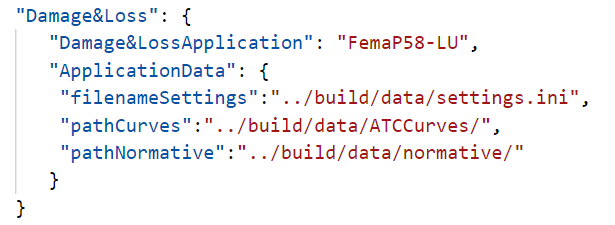 "Damage&Loss": {
"Damage&LossApplication": "FemaP58-LU",
"ApplicationData": {
"filenameSettings":"../build/data/settings.ini",
"pathCurves":"../build/data/ATCCurves/",
"pathNormative":"../build/data/normative/"
}
}